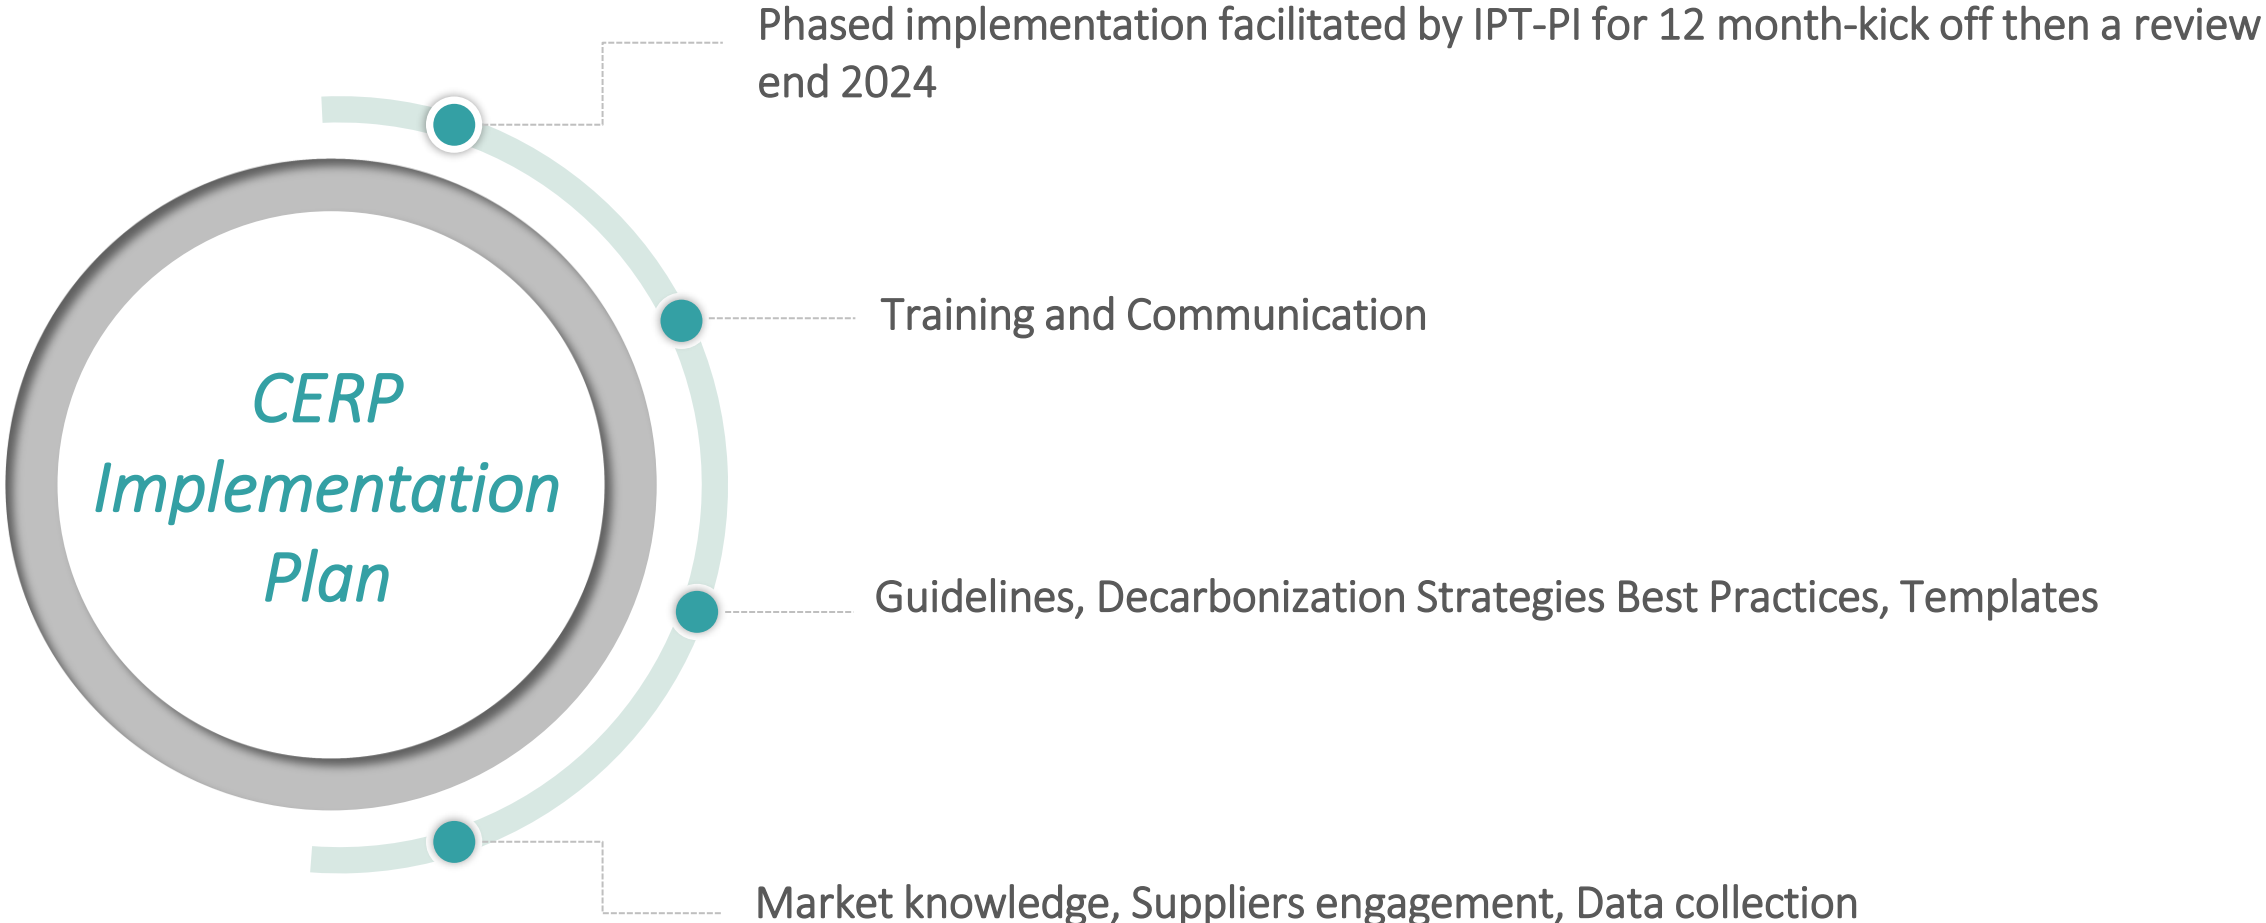 Phased implementation facilitated by IPT-PI for 12 month-kick off then a review
end 2024
Training and Communication
CERP
Implementation
Plan
Guidelines, Decarbonization Strategies Best Practices, Templates
Market knowledge, Suppliers engagement, Data collection